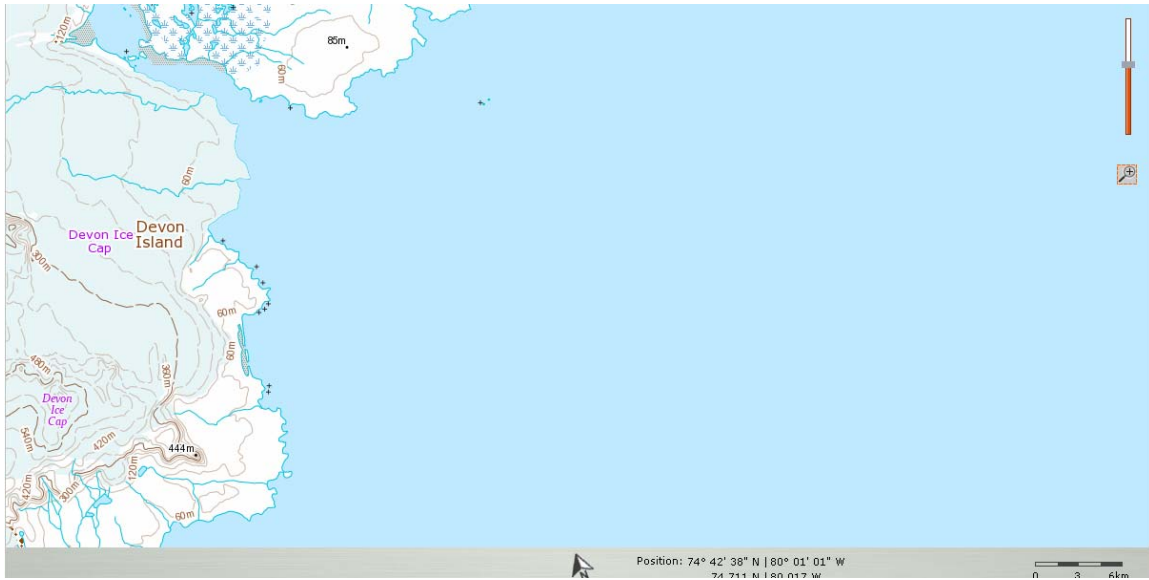 120m
85m
60m
60m
Devon Ice
Cap
Devon
Island
300m
60m
60m
480m
360m
Devon
Ice
Cap
540m
420m
444m
120m
420m
300m
60m
N
Position: 74° 42' 38" N | 80° 01' 01" W
74.711 N | 80.017 W
0 3 6km